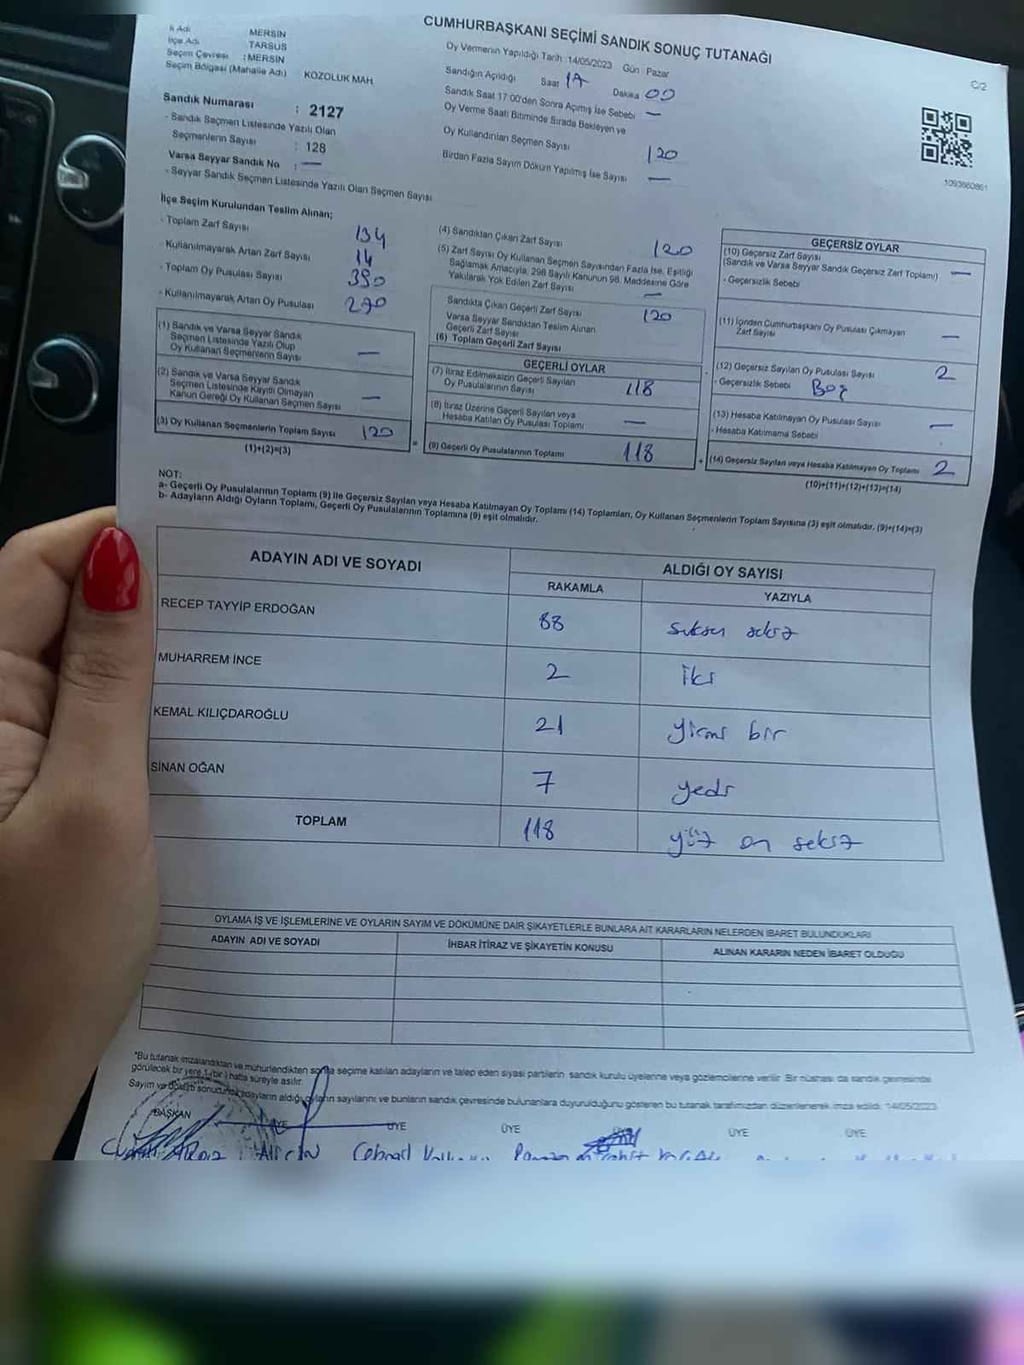 CUMHURBAŞKANI SEÇİMİ SANDIK SONUÇ TUTANAĞI
C/2
İl Adı MERSİN
İlçe Adı TARSUS
Seçim Çevresi : MERSİN
Seçim Bölgesi (Mahalle Adı) : KOZOLUK MAH.
Sandık Numarası : 2127
- Sandık Seçmen Listesinde Yazılı Olan
Seçmenlerin Sayısı : 128
Varsa Seyyar Sandık No : —
- Seyyar Sandık Seçmen Listesinde Yazılı Olan Seçmen Sayısı
Oy Vermenin Yapıldığı Tarih 14/05/2023 Gün : Pazar
Sandığın Açıldığı Saat 17 Dakika 00
Sandık Saat 17:00'den Sonra Açılmış İse Sebebi —
Oy Verme Saati Bitiminde Sırada Bekleyen ve
Oy Kullandırılan Seçmen Sayısı 120
Birdan Fazla Sayım Döküm Yapılmış İse Sayısı —
1093660861
İlçe Seçim Kurulundan Teslim Alınan;
- Toplam Zarf Sayısı 134
- Kullanılmayarak Artan Zarf Sayısı 14
- Toplam Oy Pusulası Sayısı 390
- Kullanılmayarak Artan Oy Pusulası 270
(1) Sandık ve Varsa Seyyar Sandık
Seçmen Listesinde Yazılı Olup
Oy Kullanan Seçmenlerin Sayısı —
(2) Sandık ve Varsa Seyyar Sandık
Seçmen Listesinde Kayıtlı Olmayan
Kanun Gereği Oy Kullanan Seçmen Sayısı —
(3) Oy Kullanan Seçmenlerin Toplam Sayısı 120
(1)+(2)=(3)
(4) Sandıktan Çıkan Zarf Sayısı 120
(5) Zarf Sayısı Oy Kullanan Seçmen Sayısından Fazla İse, Eşitliği
Sağlamak Amacıyla, 298 Sayılı Kanunun 98. Maddesine Göre
Yakılarak Yok Edilen Zarf Sayısı —
Sandıkta Çıkan Geçerli Zarf Sayısı 120
Varsa Seyyar Sandıktan Teslim Alınan
Geçerli Zarf Sayısı
(6) Toplam Geçerli Zarf Sayısı
GEÇERLİ OYLAR
(7) İtiraz Edilmeksizin Geçerli Sayılan
Oy Pusulalarının Sayısı 118
(8) İtiraz Üzerine Geçerli Sayılan veya
Hesaba Katılan Oy Pusulası Toplamı —
(9) Geçerli Oy Pusulalarının Toplamı 118
GEÇERSİZ OYLAR
(10) Geçersiz Zarf Sayısı
(Sandık ve Varsa Seyyar Sandık Geçersiz Zarf Toplamı) —
- Geçersizlik Sebebi
(11) İçinden Cumhurbaşkanı Oy Pusulası Çıkmayan
Zarf Sayısı —
(12) Geçersiz Sayılan Oy Pusulası Sayısı 2
- Geçersizlik Sebebi Boş
(13) Hesaba Katılmayan Oy Pusulası Sayısı —
- Hesaba Katılmama Sebebi
(14) Geçersiz Sayılan veya Hesaba Katılmayan Oy Toplamı 2
(10)+(11)+(12)+(13)=(14)
NOT:
a- Geçerli Oy Pusulalarının Toplamı (9) ile Geçersiz Sayılan veya Hesaba Katılmayan Oy Toplamı (14) Toplamları, Oy Kullanan Seçmenlerin Toplam Sayısına (3) eşit olmalıdır. (9)+(14)=(3)
b- Adayların Aldığı Oyların Toplamı, Geçerli Oy Pusulalarının Toplamına (9) eşit olmalıdır.
ADAYIN ADI VE SOYADI ALDIĞI OY SAYISI
RAKAMLA YAZIYLA
RECEP TAYYİP ERDOĞAN 88 seksen sekiz
MUHARREM İNCE 2 iki
KEMAL KILIÇDAROĞLU 21 yirmi bir
SİNAN OĞAN 7 yedi
TOPLAM 118 yüz on sekiz
OYLAMA İŞ VE İŞLEMLERİNE VE OYLARIN SAYIM VE DÖKÜMÜNE DAİR ŞİKAYETLERLE BUNLARA AİT KARARLARIN NELERDEN İBARET BULUNDUKLARI
ADAYIN ADI VE SOYADI İHBAR İTİRAZ VE ŞİKAYETİN KONUSU ALINAN KARARIN NEDEN İBARET OLDUĞU
"Bu tutanak imzalandıktan ve mühürlendikten sonra seçime katılan adayların ve talep eden siyasi partilerin sandık kurulu üyelerine veya gözlemcilerine verilir. Bir nüshası da sandık çevresinde
görülecek bir yere 1 (bir) hafta süreyle asılır.
Sayım ve döküm sonucunda adayların aldığı oyların sayılarını ve bunların sandık çevresinde bulunanlara duyurulduğunu gösteren bu tutanak tarafımızdan düzenlenerek imza edildi. 14/05/2023
BAŞKAN ÜYE ÜYE ÜYE ÜYE ÜYE